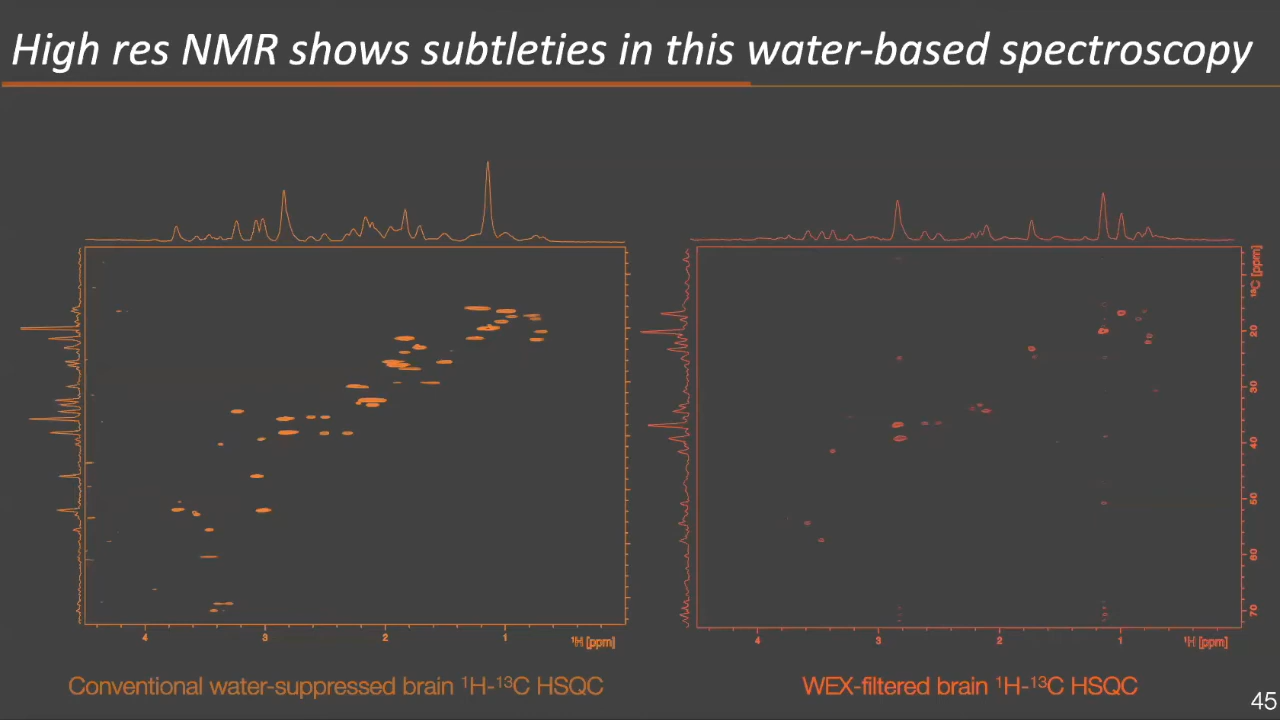 High res NMR shows subtleties in this water-based spectroscopy
¹³C [ppm]
20
30
40
50
60
70
4
3
2
1
¹H [ppm]
4
3
2
1
¹H [ppm]
Conventional water-suppressed brain ¹H-¹³C HSQC
WEX-filtered brain ¹H-¹³C HSQC
45